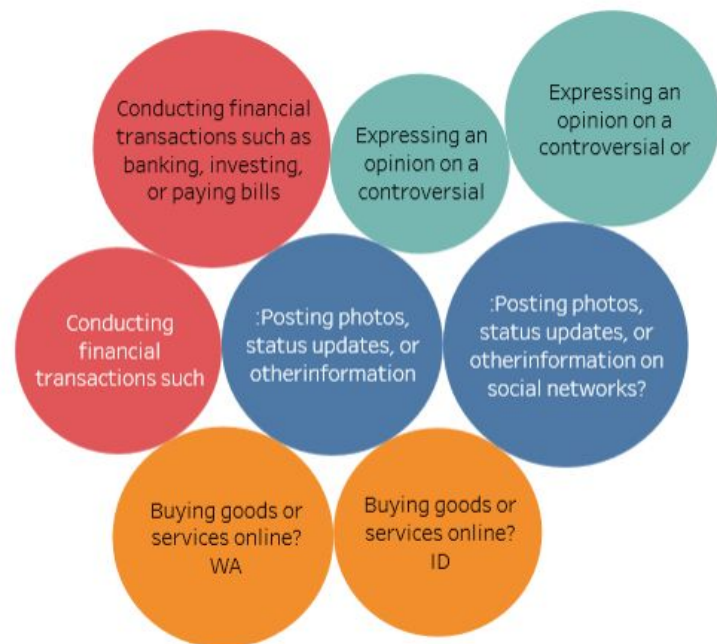 Conducting financial
transactions such as
banking, investing,
or paying bills
Expressing an
opinion on a
controversial
Expressing an
opinion on a
controversial or
Conducting
financial
transactions such
:Posting photos,
status updates, or
otherinformation
:Posting photos,
status updates, or
otherinformation on
social networks?
Buying goods or
services online?
WA
Buying goods or
services online?
ID